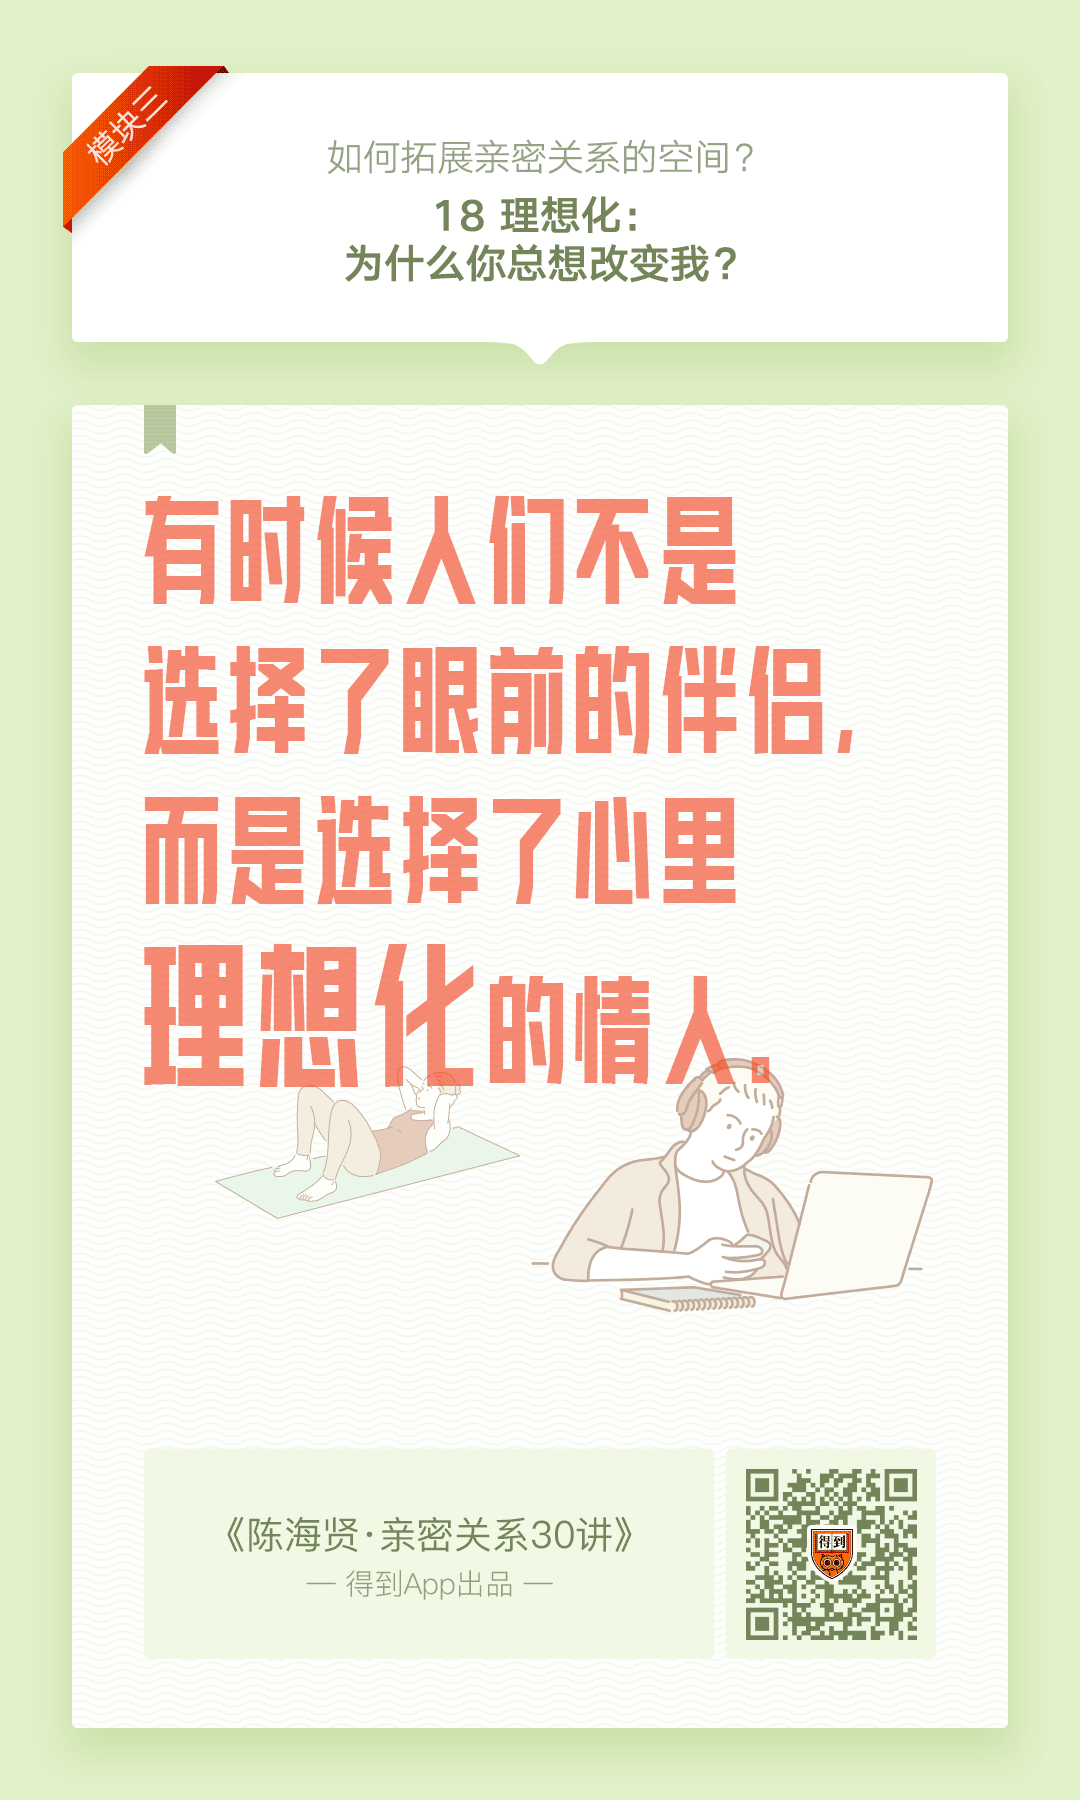 模块三
如何拓展亲密关系的空间？
18 理想化：
为什么你总想改变我？
有时候人们不是
选择了眼前的伴侣，
而是选择了心里
理想化的情人。
《陈海贤·亲密关系30讲》
— 得到App出品 —
得到